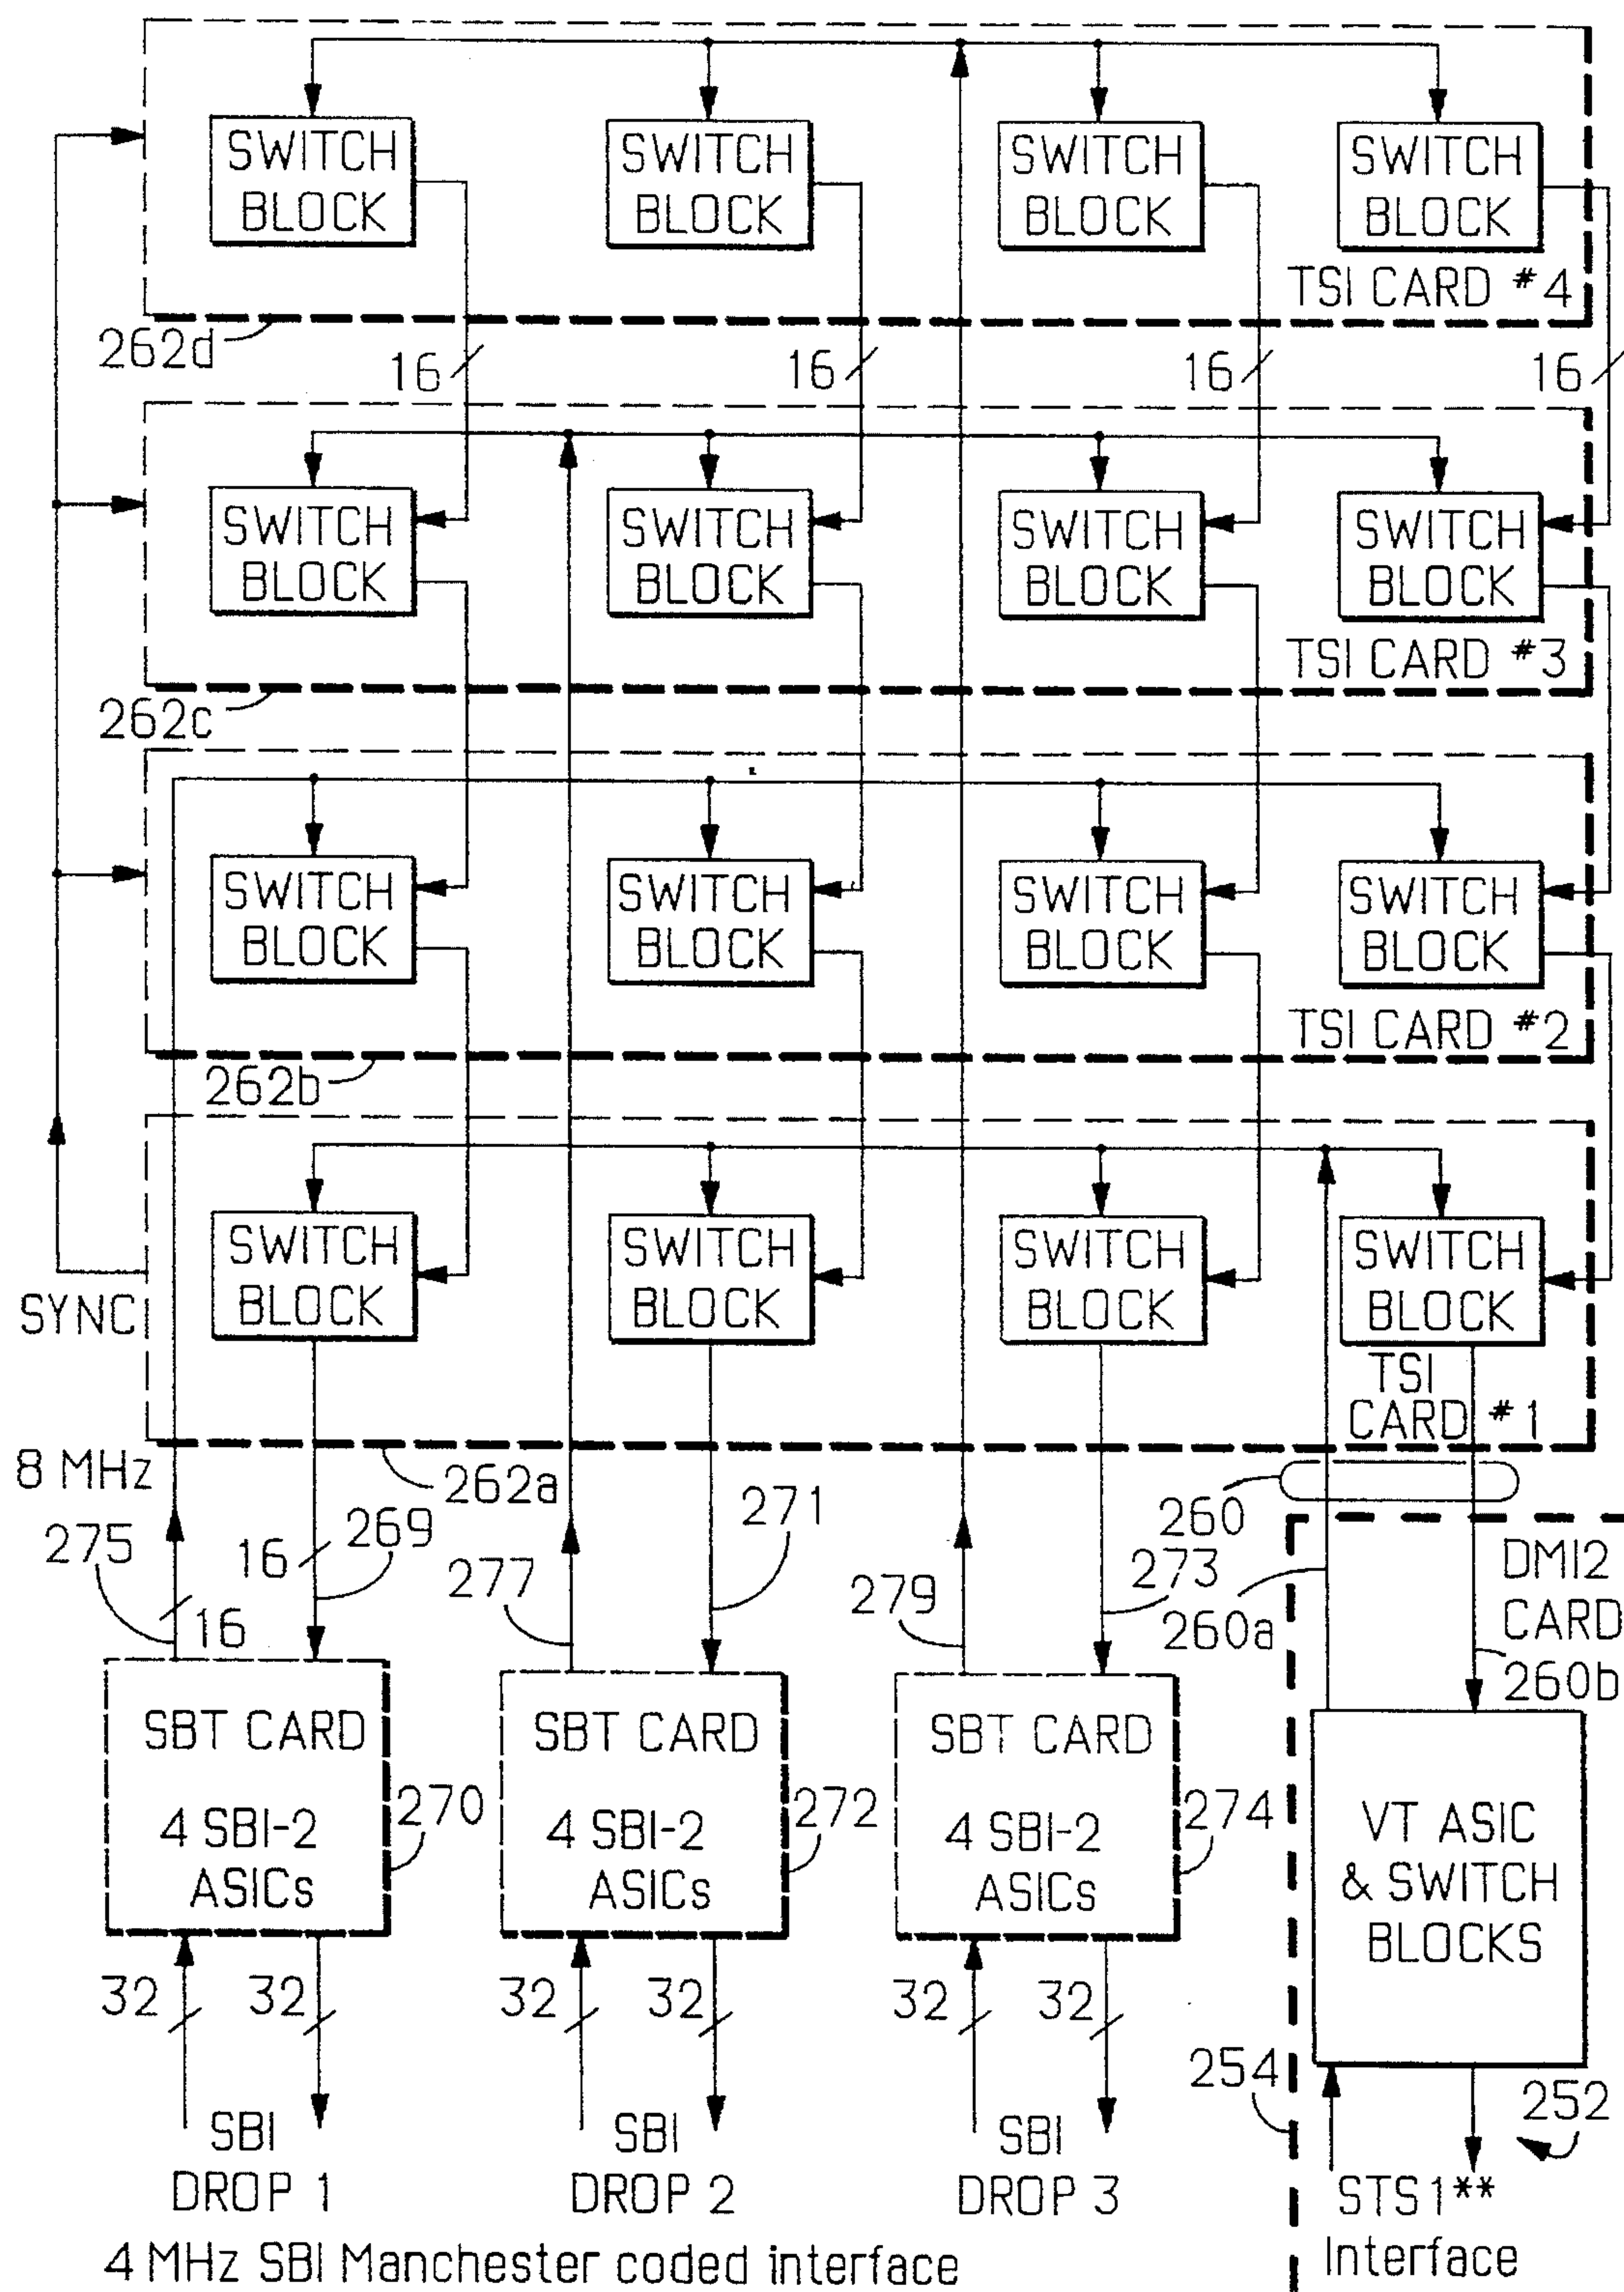 SWITCH BLOCK
SWITCH BLOCK
SWITCH BLOCK
SWITCH BLOCK
TSI CARD #4
262d
16
16
16
16
SWITCH BLOCK
SWITCH BLOCK
SWITCH BLOCK
SWITCH BLOCK
TSI CARD #3
262c
SWITCH BLOCK
SWITCH BLOCK
SWITCH BLOCK
SWITCH BLOCK
TSI CARD #2
262b
SWITCH BLOCK
SWITCH BLOCK
SWITCH BLOCK
SWITCH BLOCK
SYNC
TSI
CARD #1
8 MHz
262a
260
275
16
269
271
277
279
273
260a
16
DMI2
CARD
260b
SBT CARD
4 SBI-2
ASICs
270
SBT CARD
4 SBI-2
ASICs
272
SBT CARD
4 SBI-2
ASICs
274
VT ASIC
& SWITCH
BLOCKS
32
32
32
32
32
32
254
252
SBI
DROP 1
SBI
DROP 2
SBI
DROP 3
STS1**
Interface
4 MHz SBI Manchester coded interface